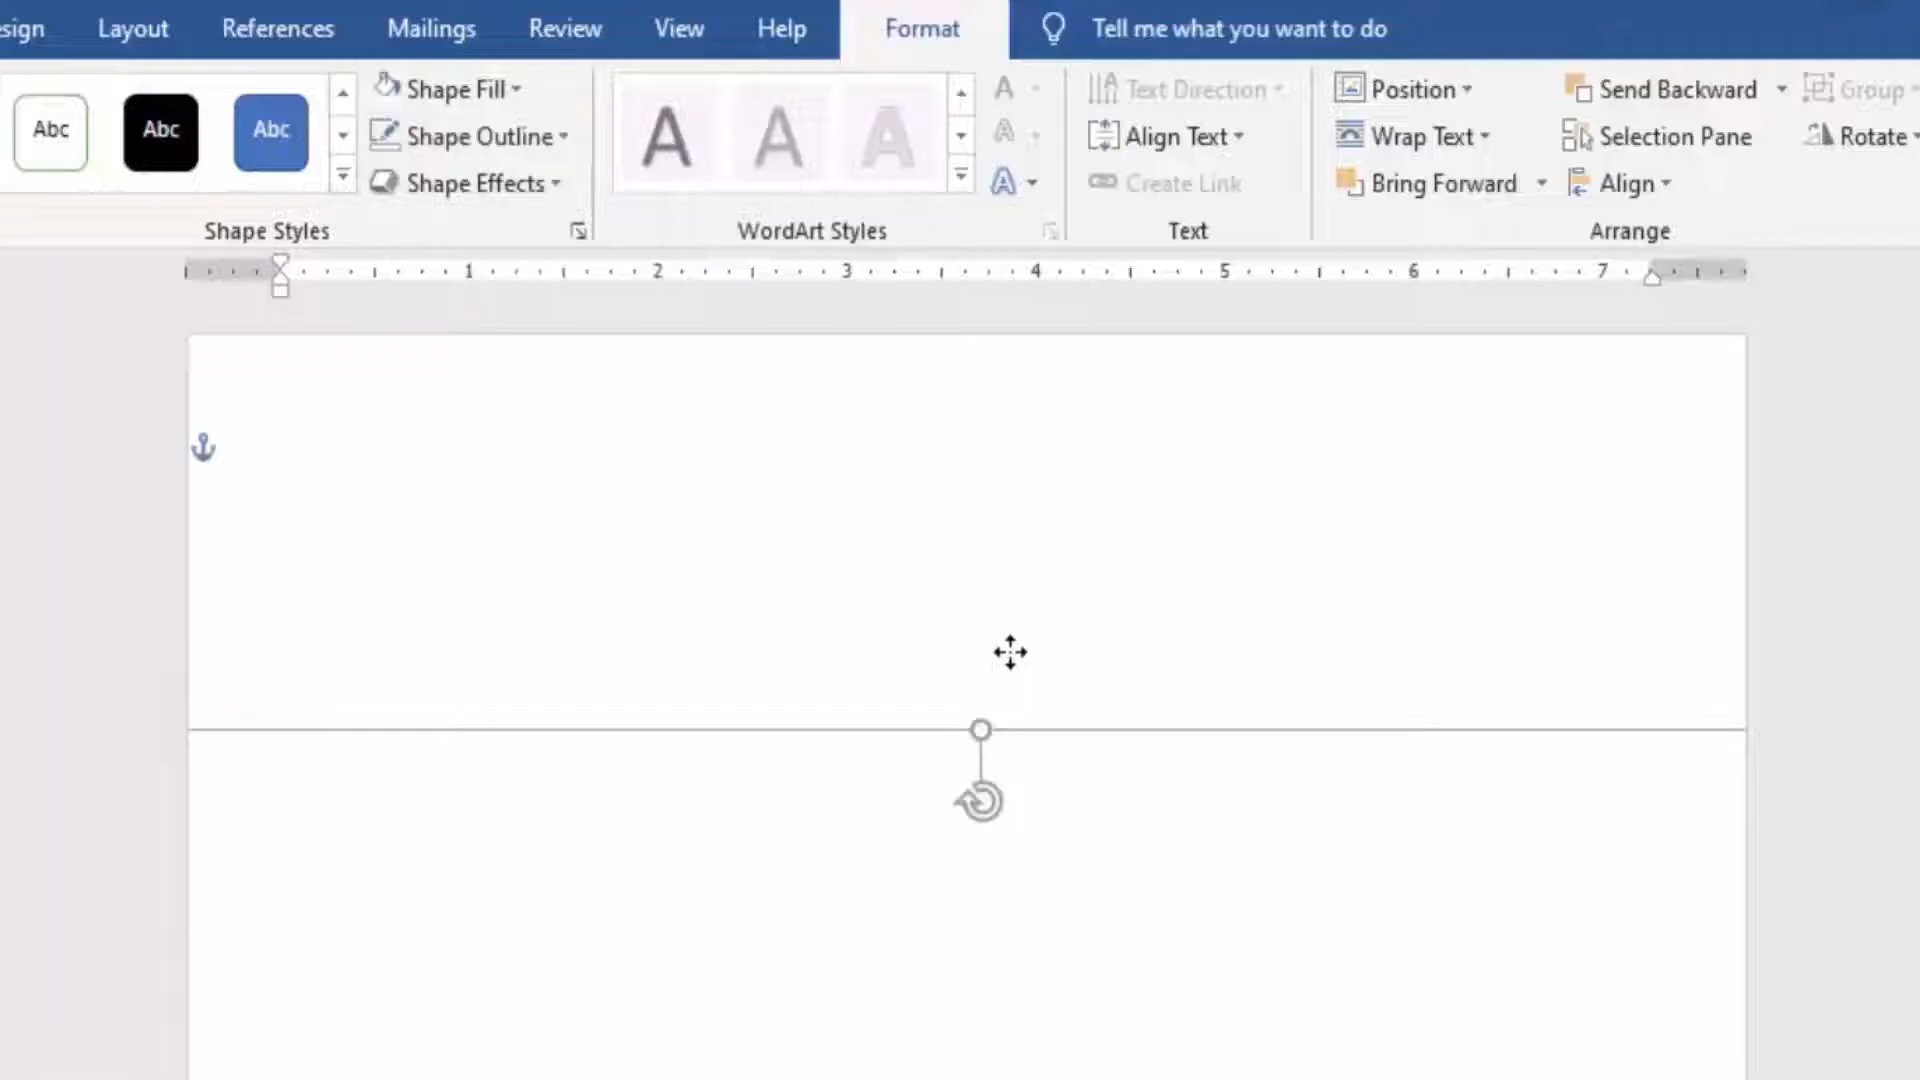 sign Layout References Mailings Review View Help Format Tell me what you want to do
Abc Abc Abc
Shape Fill
Shape Outline
Shape Effects
Shape Styles
A A A
WordArt Styles
Text Direction
Align Text
Create Link
Text
Position
Wrap Text
Bring Forward
Send Backward
Selection Pane
Align
Group
Rotate
Arrange
1 2 3 4 5 6 7